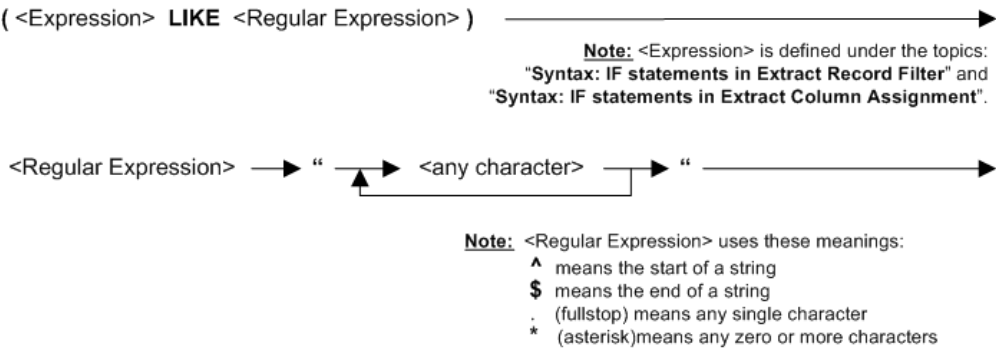 ( <Expression> LIKE <Regular Expression> )
Note: <Expression> is defined under the topics:
“Syntax: IF statements in Extract Record Filter” and
“Syntax: IF statements in Extract Column Assignment”.
<Regular Expression> “ <any character> “
Note: <Regular Expression> uses these meanings:
^ means the start of a string
$ means the end of a string
. (fullstop) means any single character
* (asterisk)means any zero or more characters